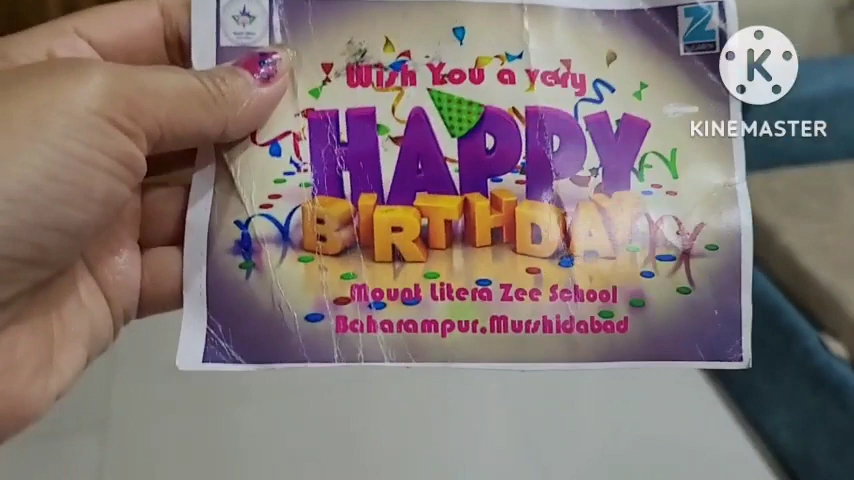 Wish You a very
HAPPY
BIRTHDAY
Mount Litera Zee School
Baharampur,Murshidabad
K
KINEMASTER